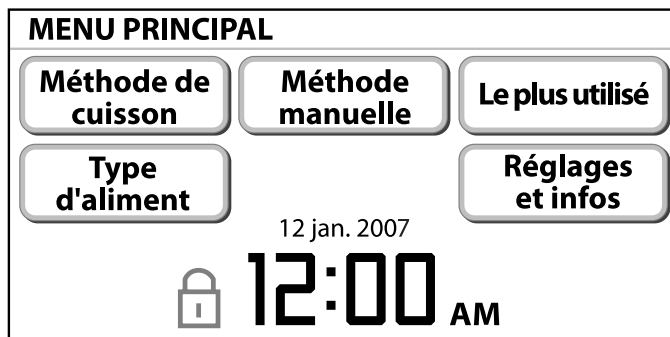 MENU PRINCIPAL
Méthode de
cuisson
Méthode
manuelle
Le plus utilisé
Type
d'aliment
Réglages
et infos
12 jan. 2007
12:00 AM